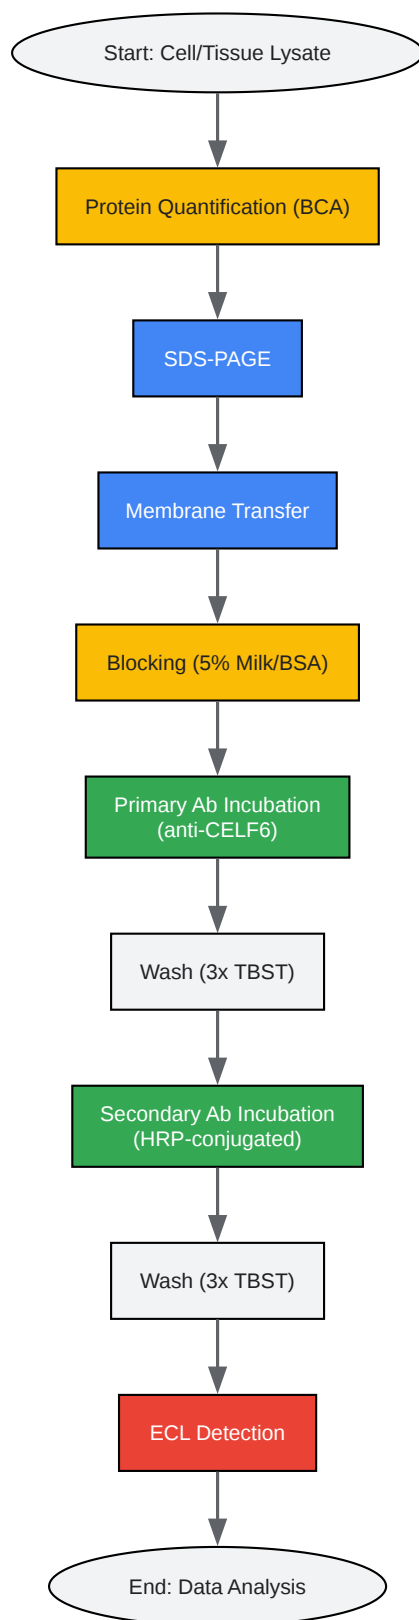 Start: Cell/Tissue Lysate
Protein Quantification (BCA)
SDS-PAGE
Membrane Transfer
Blocking (5% Milk/BSA)
Primary Ab Incubation
(anti-CELF6)
Wash (3x TBST)
Secondary Ab Incubation
(HRP-conjugated)
Wash (3x TBST)
ECL Detection
End: Data Analysis